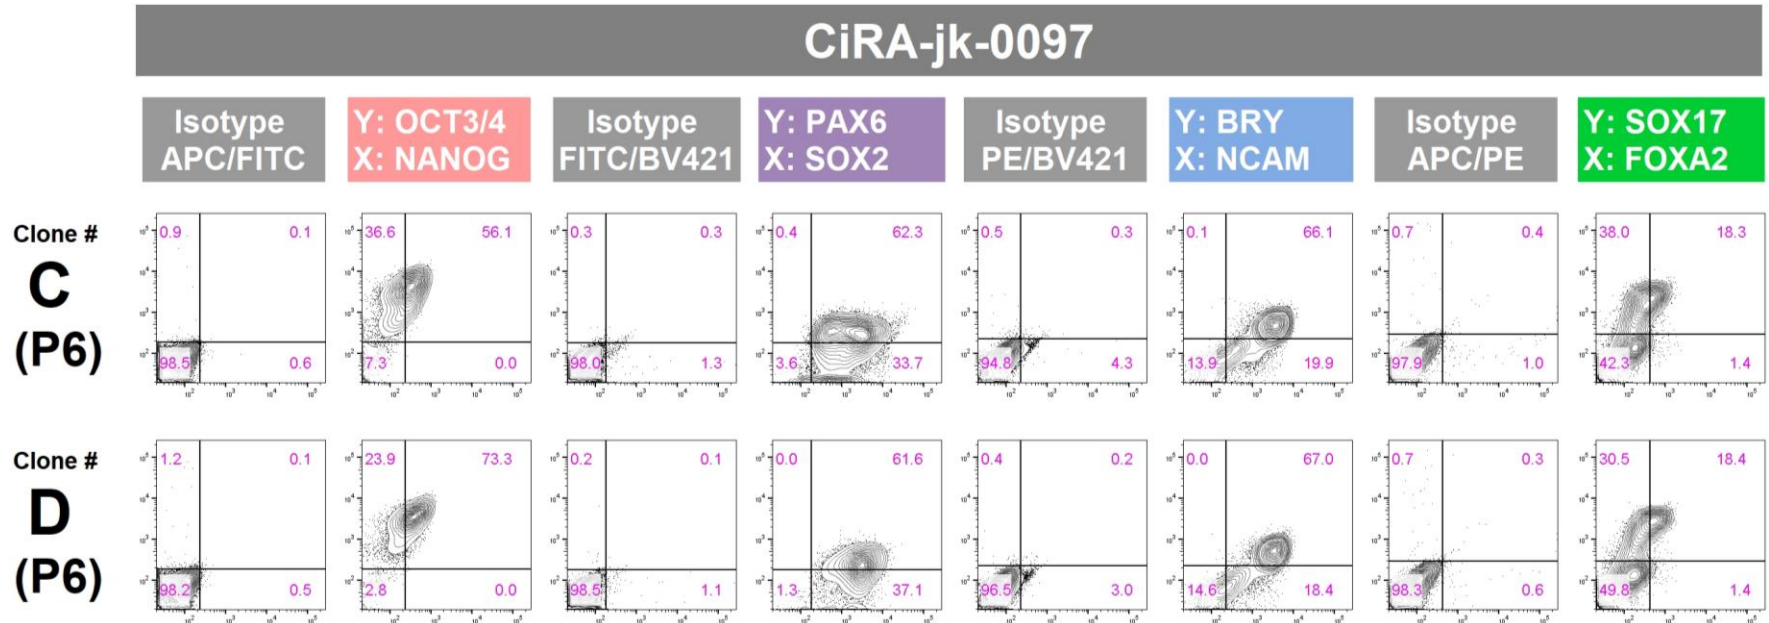 CiRA-jk-0097
Isotype
APC/FITC
Y: OCT3/4
X: NANOG
Isotype
FITC/BV421
Y: PAX6
X: SOX2
Isotype
PE/BV421
Y: BRY
X: NCAM
Isotype
APC/PE
Y: SOX17
X: FOXA2
Clone #
C
(P6)
0.9 0.1
98.5 0.6
36.6 56.1
7.3 0.0
0.3 0.3
98.0 1.3
0.4 62.3
3.6 33.7
0.5 0.3
94.8 4.3
0.1 66.1
13.9 19.9
0.7 0.4
97.9 1.0
38.0 18.3
42.3 1.4
Clone #
D
(P6)
1.2 0.1
98.2 0.5
23.9 73.3
2.8 0.0
0.2 0.1
98.5 1.1
0.0 61.6
1.3 37.1
0.4 0.2
96.5 3.0
0.0 67.0
14.6 18.4
0.7 0.3
98.3 0.6
30.5 18.4
49.8 1.4